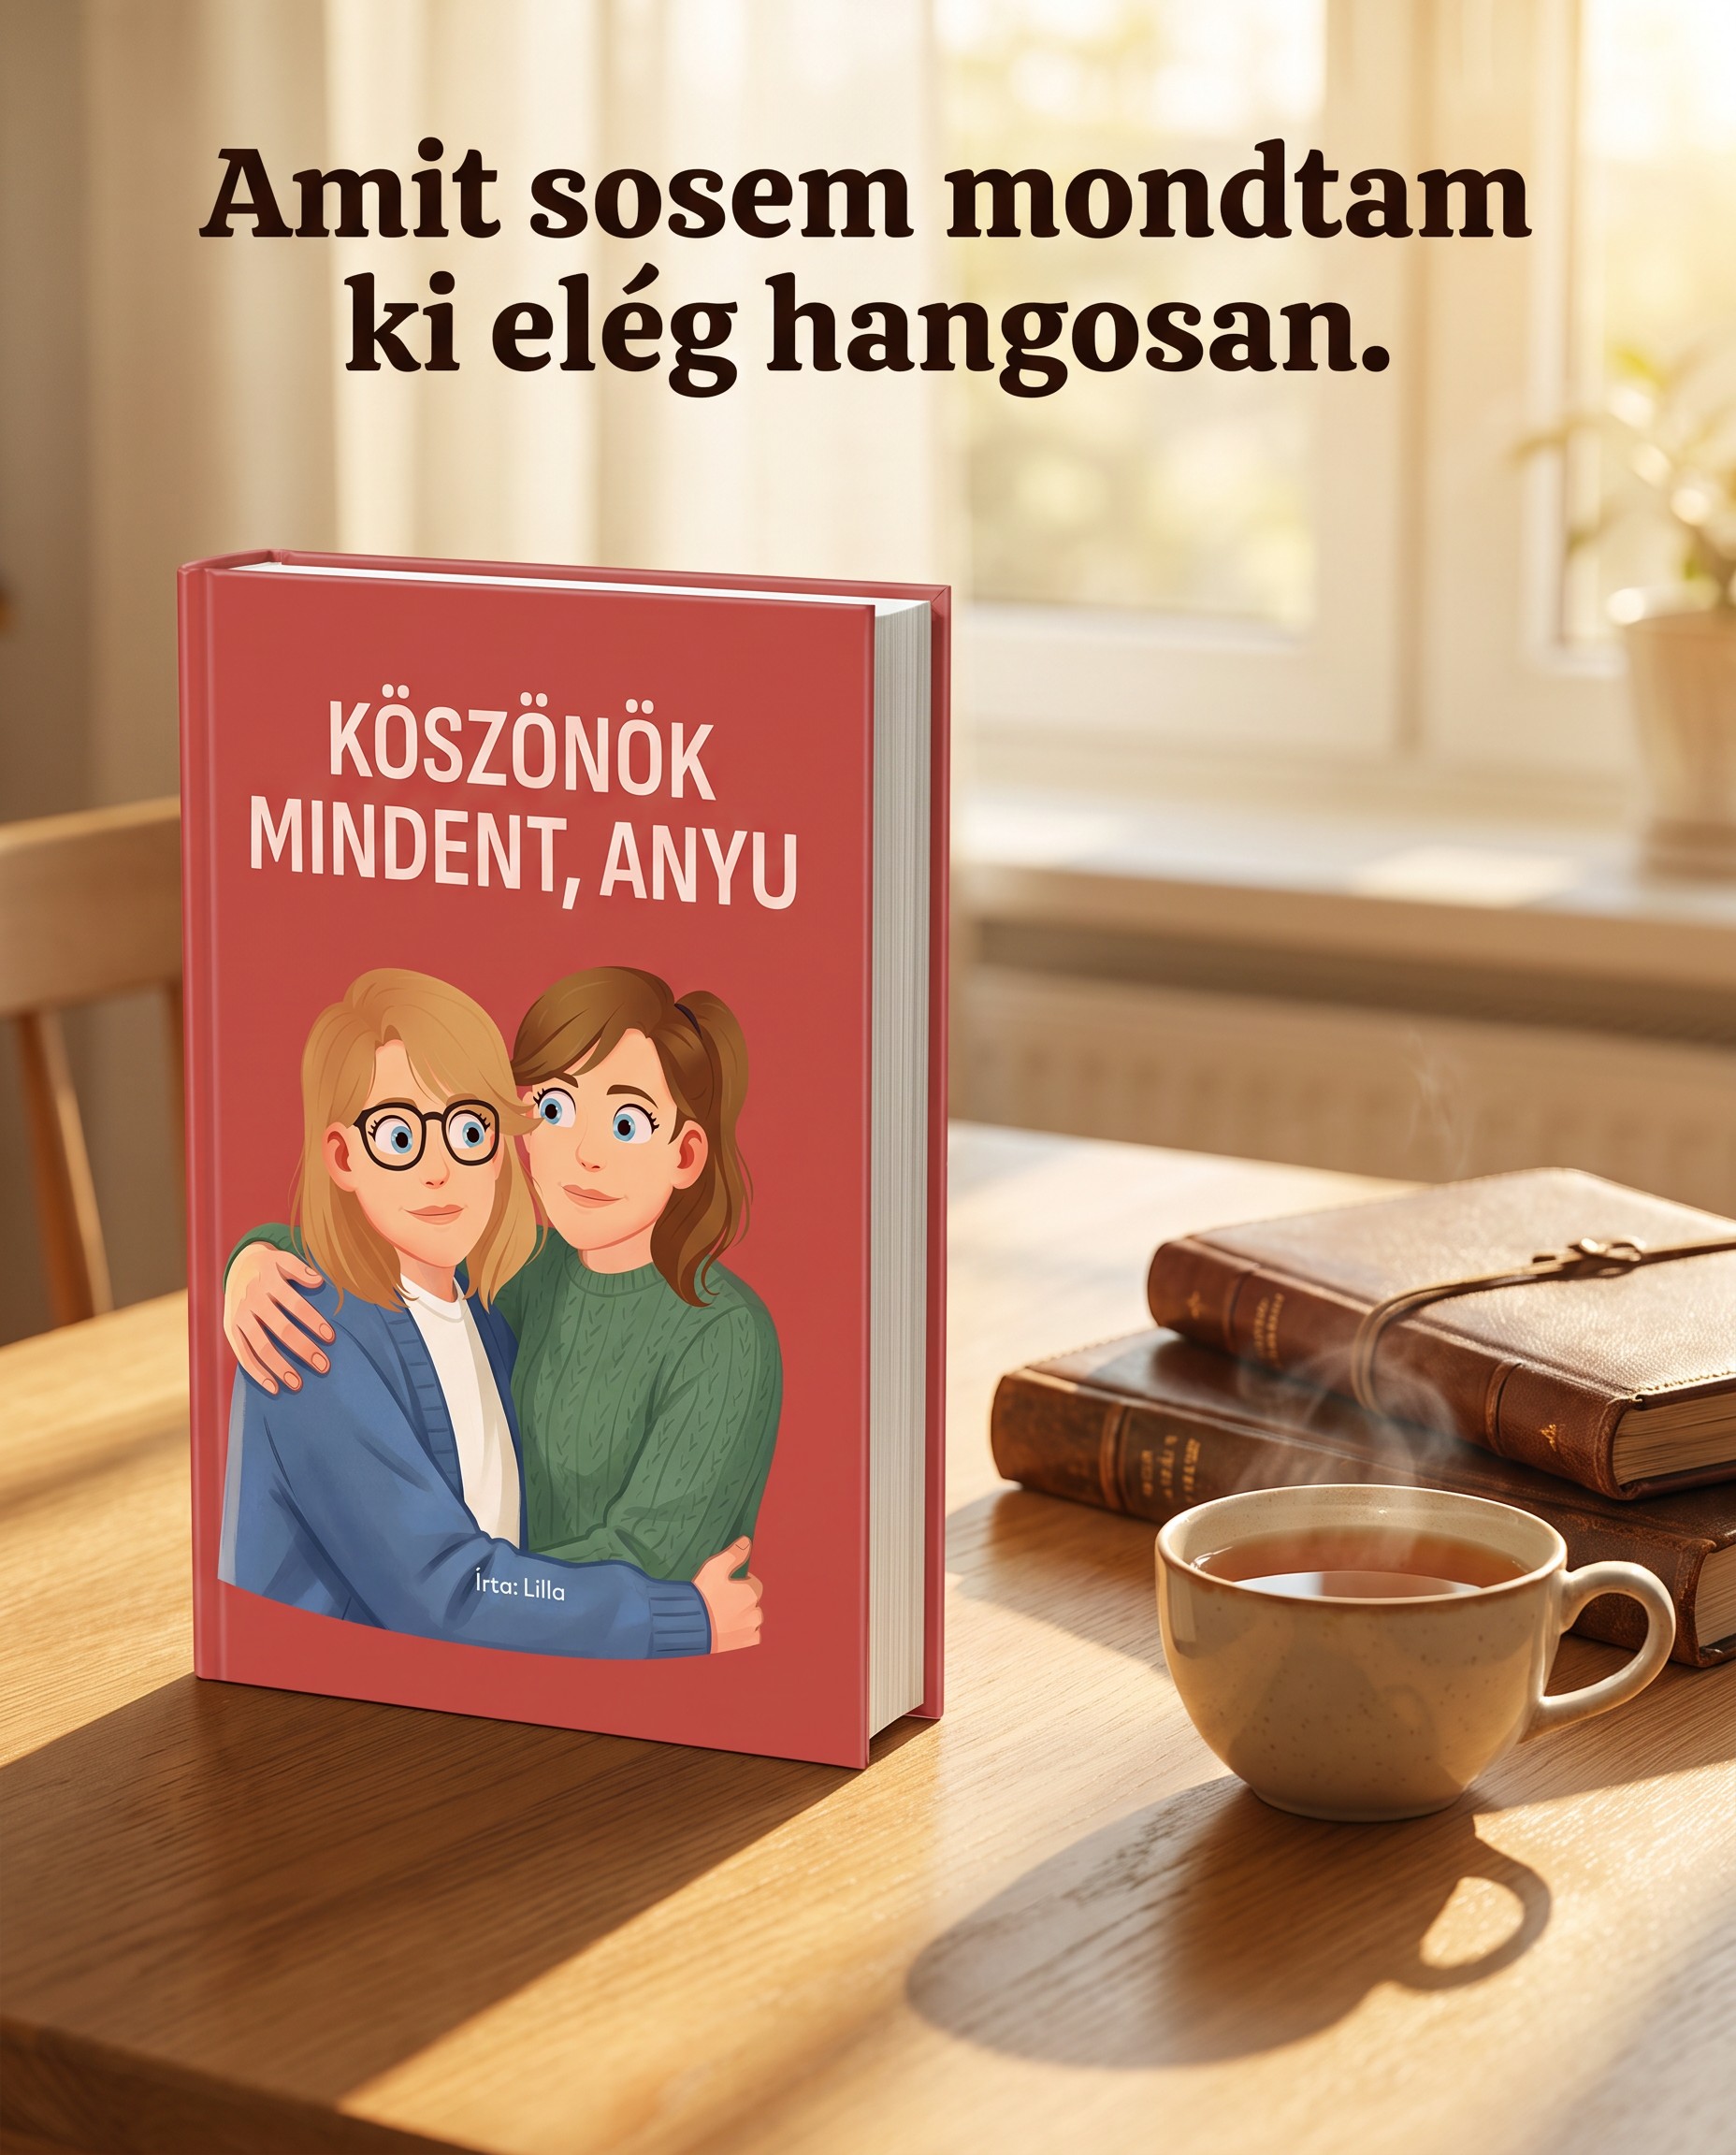 Amit sosem mondtam
ki elég hangosan.
KÖSZÖNÖK
MINDENT, ANYU
Írta: Lilla